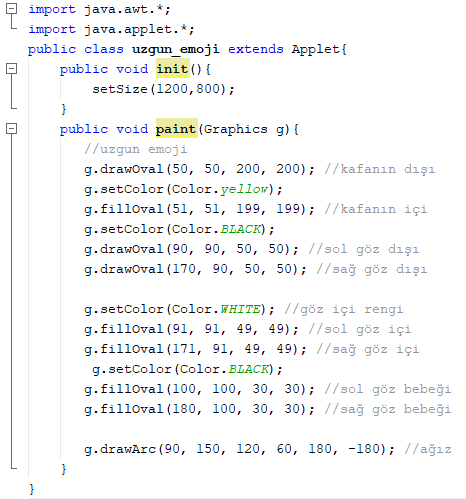 import java.awt.*;
import java.applet.*;
public class uzgun_emoji extends Applet{
public void init(){
setSize(1200,800);
}
public void paint(Graphics g){
//uzgun emoji
g.drawOval(50, 50, 200, 200); //kafanın dışı
g.setColor(Color.yellow);
g.fillOval(51, 51, 199, 199); //kafanın içi
g.setColor(Color.BLACK);
g.drawOval(90, 90, 50, 50); //sol göz dışı
g.drawOval(170, 90, 50, 50); //sağ göz dışı
g.setColor(Color.WHITE); //göz içi rengi
g.fillOval(91, 91, 49, 49); //sol göz içi
g.fillOval(171, 91, 49, 49); //sağ göz içi
g.setColor(Color.BLACK);
g.fillOval(100, 100, 30, 30); //sol göz bebeği
g.fillOval(180, 100, 30, 30); //sağ göz bebeği
g.drawArc(90, 150, 120, 60, 180, -180); //ağız
}
}